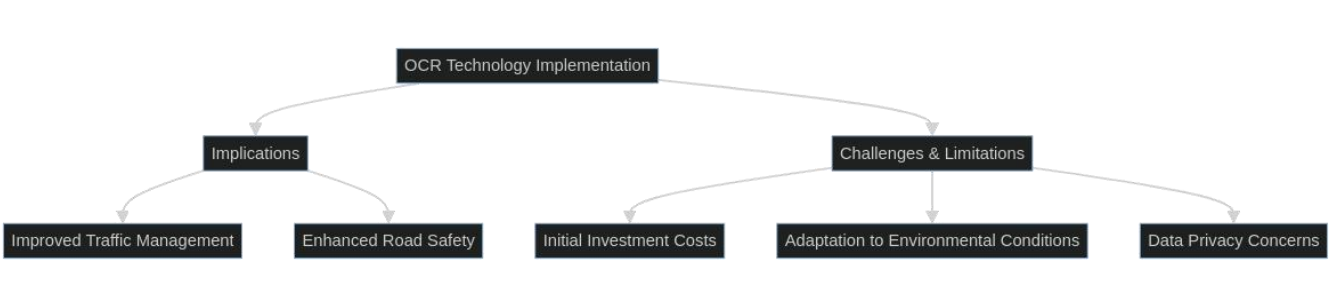 OCR Technology Implementation
Implications
Challenges & Limitations
Improved Traffic Management
Enhanced Road Safety
Initial Investment Costs
Adaptation to Environmental Conditions
Data Privacy Concerns